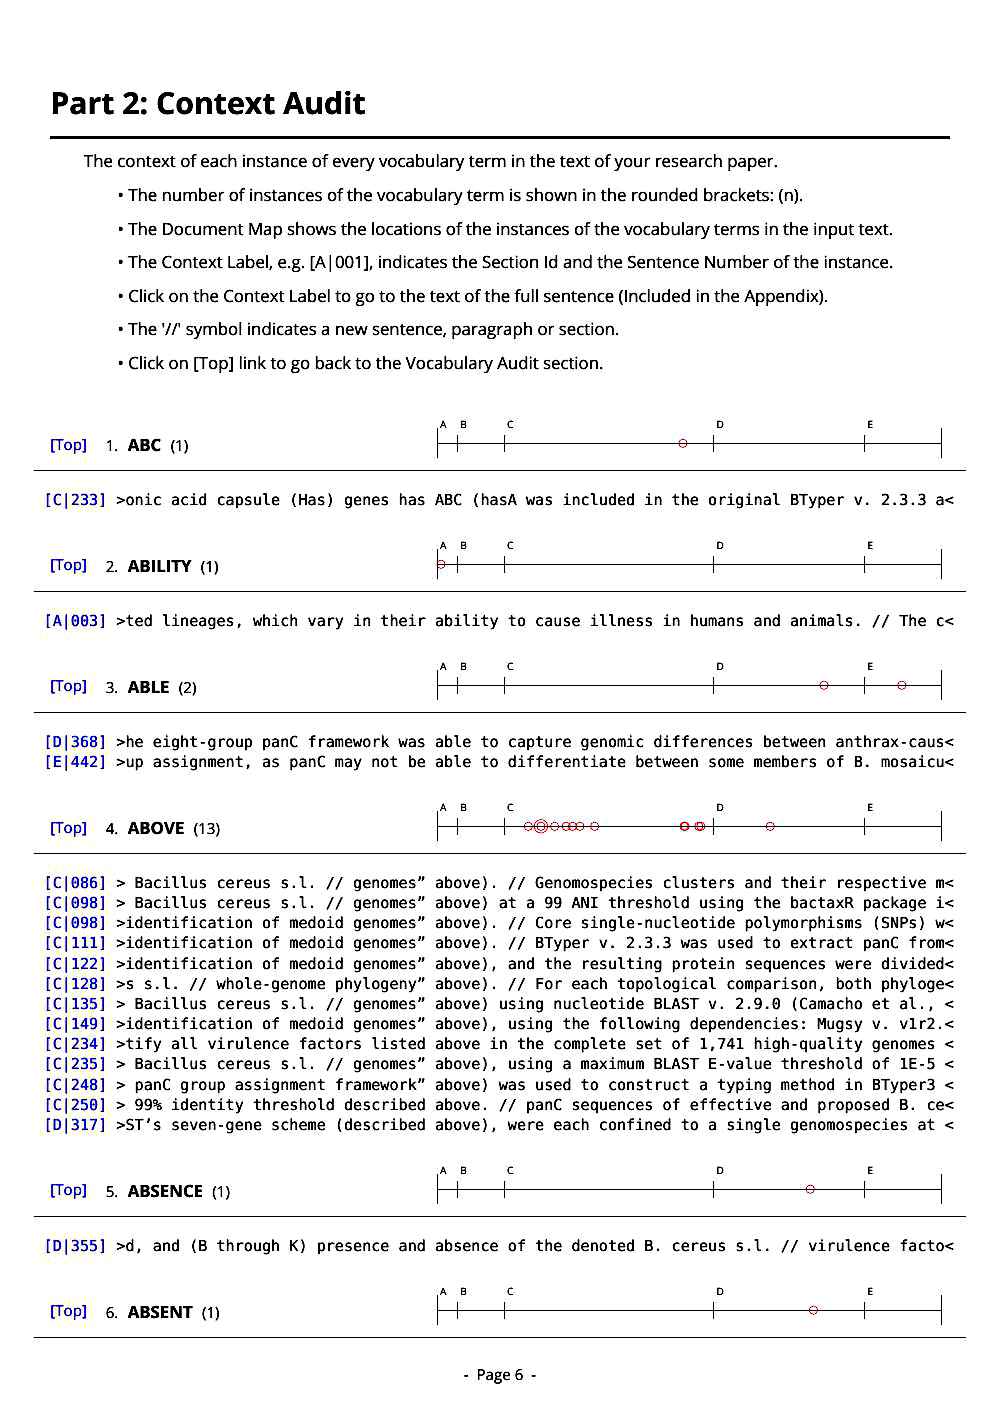 Part 2: Context Audit
The context of each instance of every vocabulary term in the text of your research paper.
• The number of instances of the vocabulary term is shown in the rounded brackets: (n).
• The Document Map shows the locations of the instances of the vocabulary terms in the input text.
• The Context Label, e.g. [A|001], indicates the Section Id and the Sentence Number of the instance.
• Click on the Context Label to go to the text of the full sentence (Included in the Appendix).
• The '//' symbol indicates a new sentence, paragraph or section.
• Click on [Top] link to go back to the Vocabulary Audit section.
A B C D E
[Top] 1. ABC (1)
[C|233] >onic acid capsule (Has) genes has ABC (hasA was included in the original BTyper v. 2.3.3 a<
A B C D E
[Top] 2. ABILITY (1)
[A|003] >ted lineages, which vary in their ability to cause illness in humans and animals. // The c<
A B C D E
[Top] 3. ABLE (2)
[D|368] >he eight-group panC framework was able to capture genomic differences between anthrax-caus<
[E|442] >up assignment, as panC may not be able to differentiate between some members of B. mosaicu<
A B C D E
[Top] 4. ABOVE (13)
[C|086] > Bacillus cereus s.l. // genomes” above). // Genomospecies clusters and their respective m<
[C|098] > Bacillus cereus s.l. // genomes” above) at a 99 ANI threshold using the bactaxR package i<
[C|098] >identification of medoid genomes” above). // Core single-nucleotide polymorphisms (SNPs) w<
[C|111] >identification of medoid genomes” above). // BTyper v. 2.3.3 was used to extract panC from<
[C|122] >identification of medoid genomes” above), and the resulting protein sequences were divided<
[C|128] >s s.l. // whole-genome phylogeny” above). // For each topological comparison, both phyloge<
[C|135] > Bacillus cereus s.l. // genomes” above) using nucleotide BLAST v. 2.9.0 (Camacho et al., <
[C|149] >identification of medoid genomes” above), using the following dependencies: Mugsy v. v1r2.<
[C|234] >tify all virulence factors listed above in the complete set of 1,741 high-quality genomes <
[C|235] > Bacillus cereus s.l. // genomes” above), using a maximum BLAST E-value threshold of 1E-5 <
[C|248] > panC group assignment framework” above) was used to construct a typing method in BTyper3 <
[C|250] > 99% identity threshold described above. // panC sequences of effective and proposed B. ce<
[D|317] >ST’s seven-gene scheme (described above), were each confined to a single genomospecies at <
A B C D E
[Top] 5. ABSENCE (1)
[D|355] >d, and (B through K) presence and absence of the denoted B. cereus s.l. // virulence facto<
A B C D E
[Top] 6. ABSENT (1)
- Page 6 -